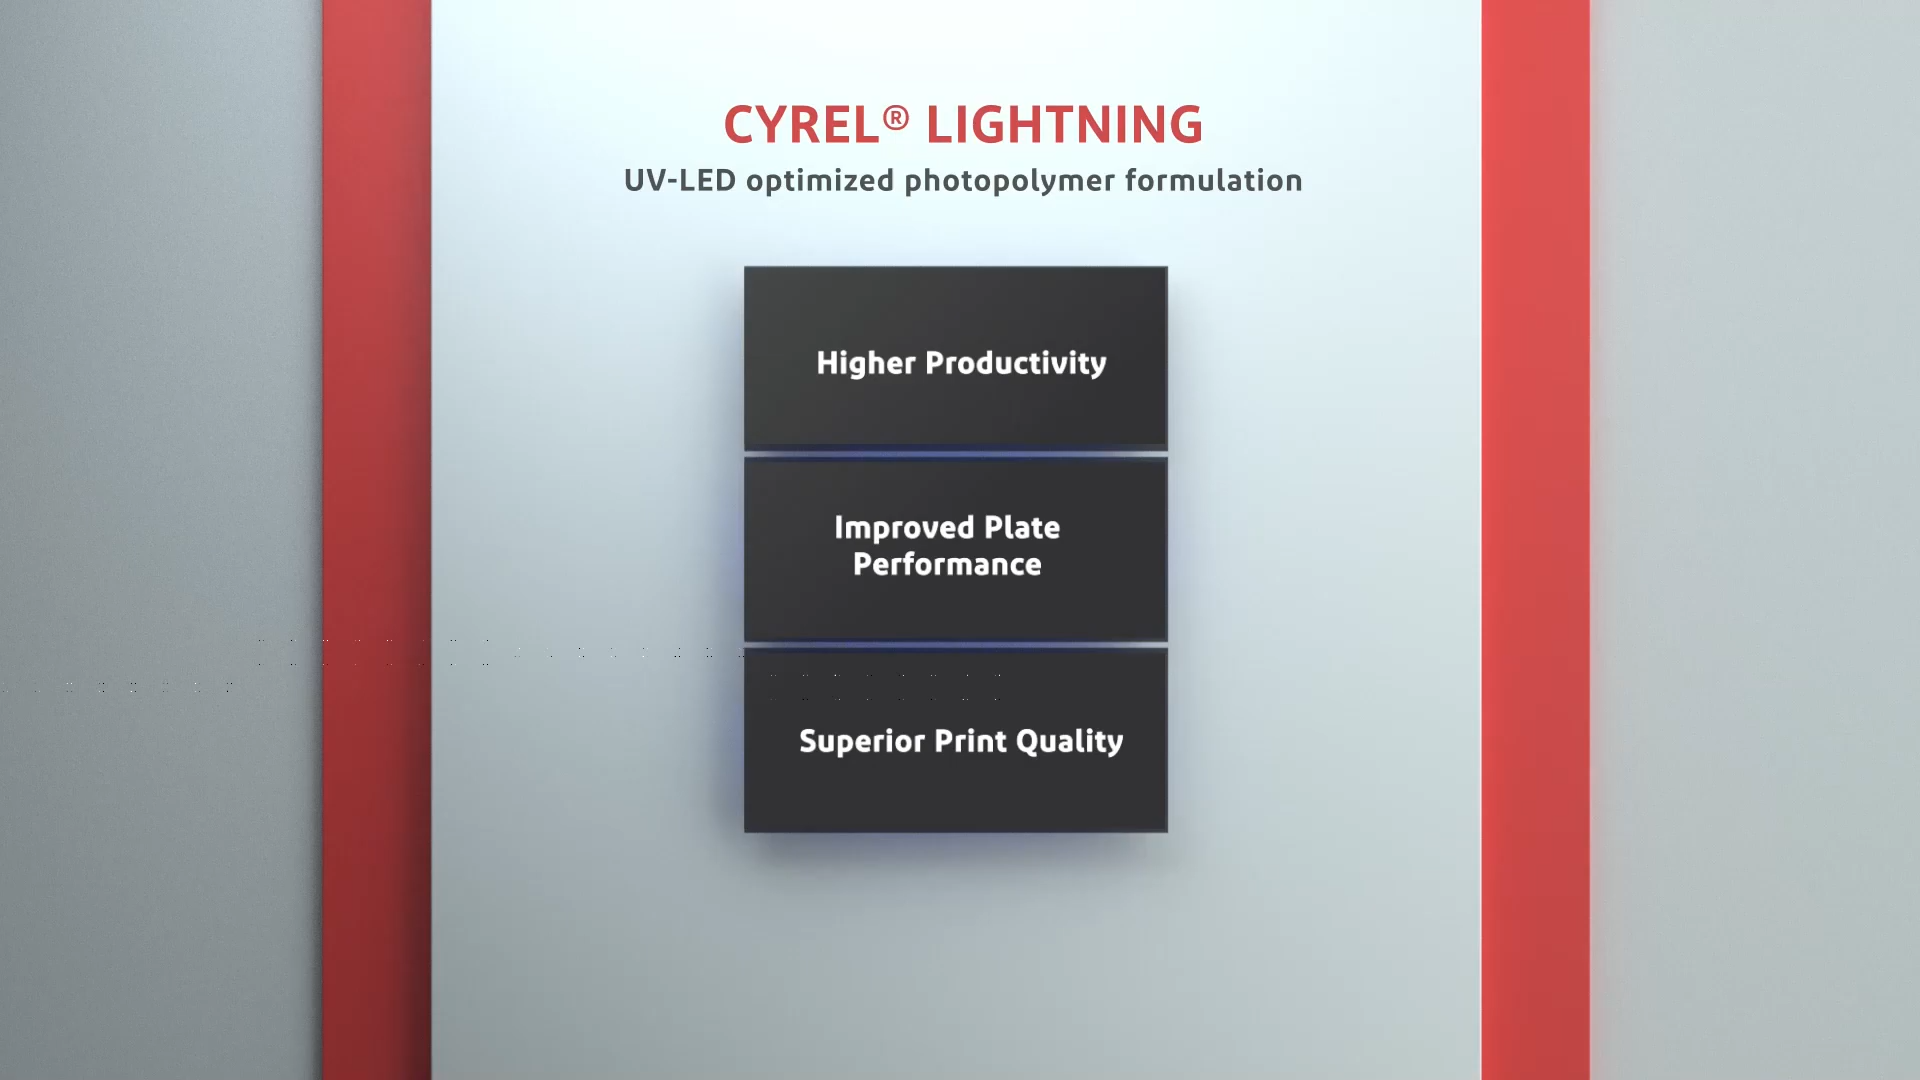 CYREL® LIGHTNING
UV-LED optimized photopolymer formulation
Higher Productivity
Improved Plate
Performance
Superior Print Quality